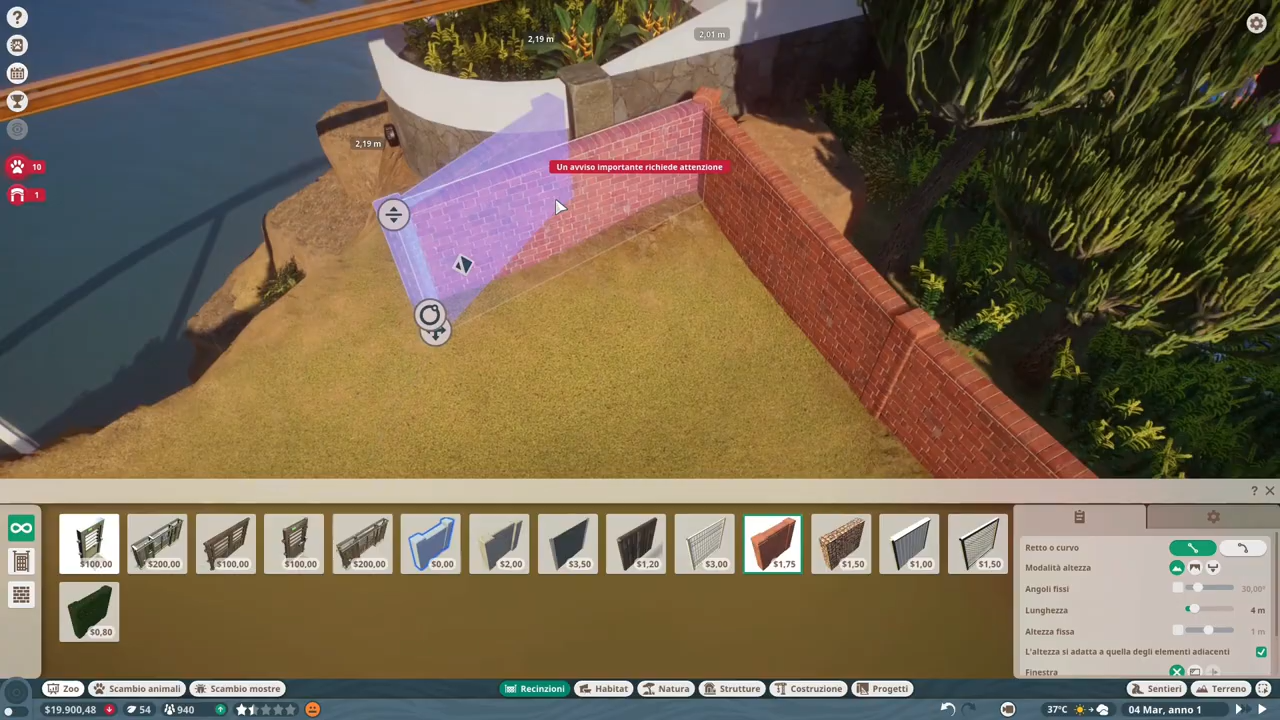 2,19 m
2,01 m
2,19 m
Un avviso importante richiede attenzione
10
1
$100,00
$200,00
$100,00
$100,00
$200,00
$0,00
$2,00
$3,50
$1,20
$3,00
$1,75
$1,50
$1,00
$1,50
$0,80
Retto o curvo
Modalità altezza
Angoli fissi
30,00°
Lunghezza
4 m
Altezza fissa
1 m
L'altezza si adatta a quella degli elementi adiacenti
Finestra
Zoo
Scambio animali
Scambio mostre
Recinzioni
Habitat
Natura
Strutture
Costruzione
Progetti
Sentieri
Terreno
$19.900,48
54
940
37°C
04 Mar, anno 1